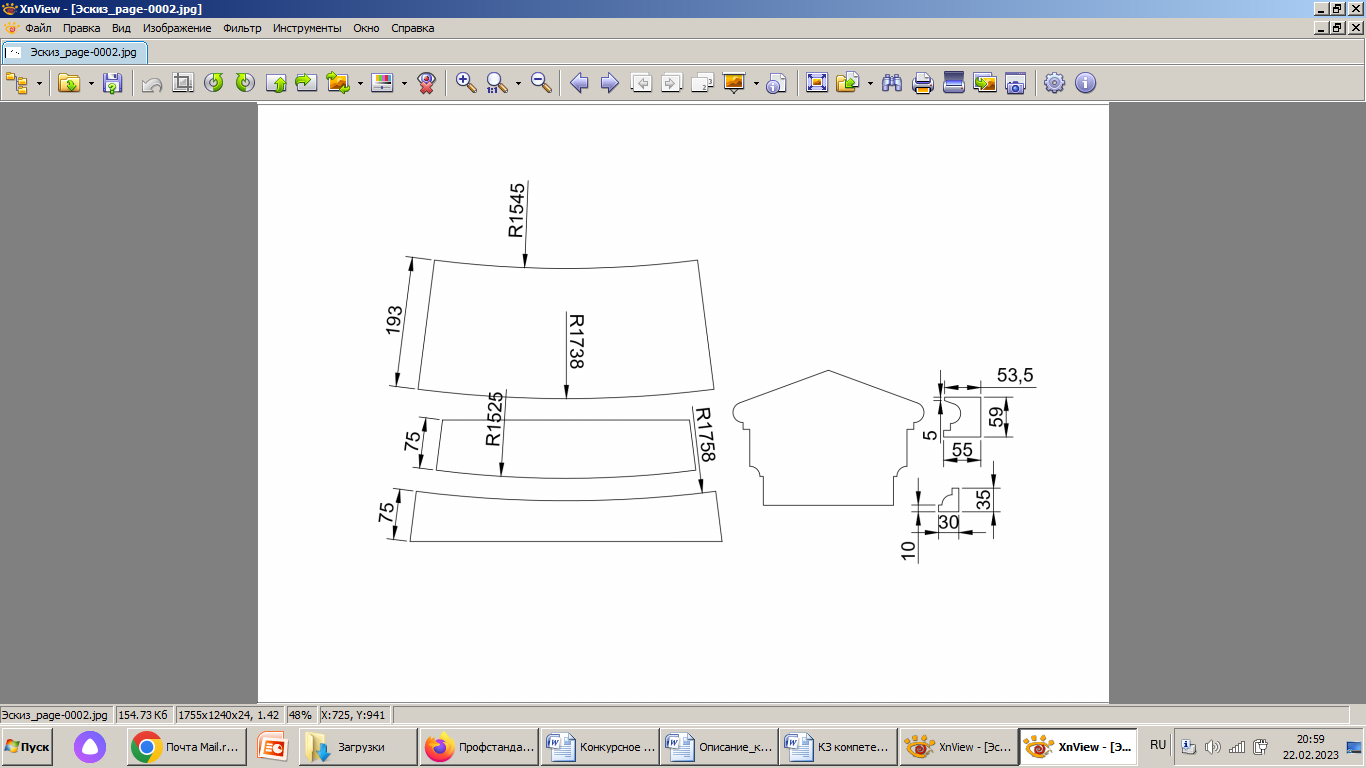 XnView - [Эскиз_page-0002.jpg]
Файл Правка Вид Изображение Фильтр Инструменты Окно Справка
Эскиз_page-0002.jpg
1:1
R1545
193
R1738
R1525
75
R1758
75
53,5
5
59
55
35
30
10
Эскиз_page-0002.jpg 154.73 Кб 1755x1240x24, 1.42 48% X:725, Y:941
Пуск Почта Mail.r... Загрузки Профстанда... Конкурсное ... Описание_к... КЗ компете... XnView - [Эс... XnView - [Э... RU 20:59
22.02.2023